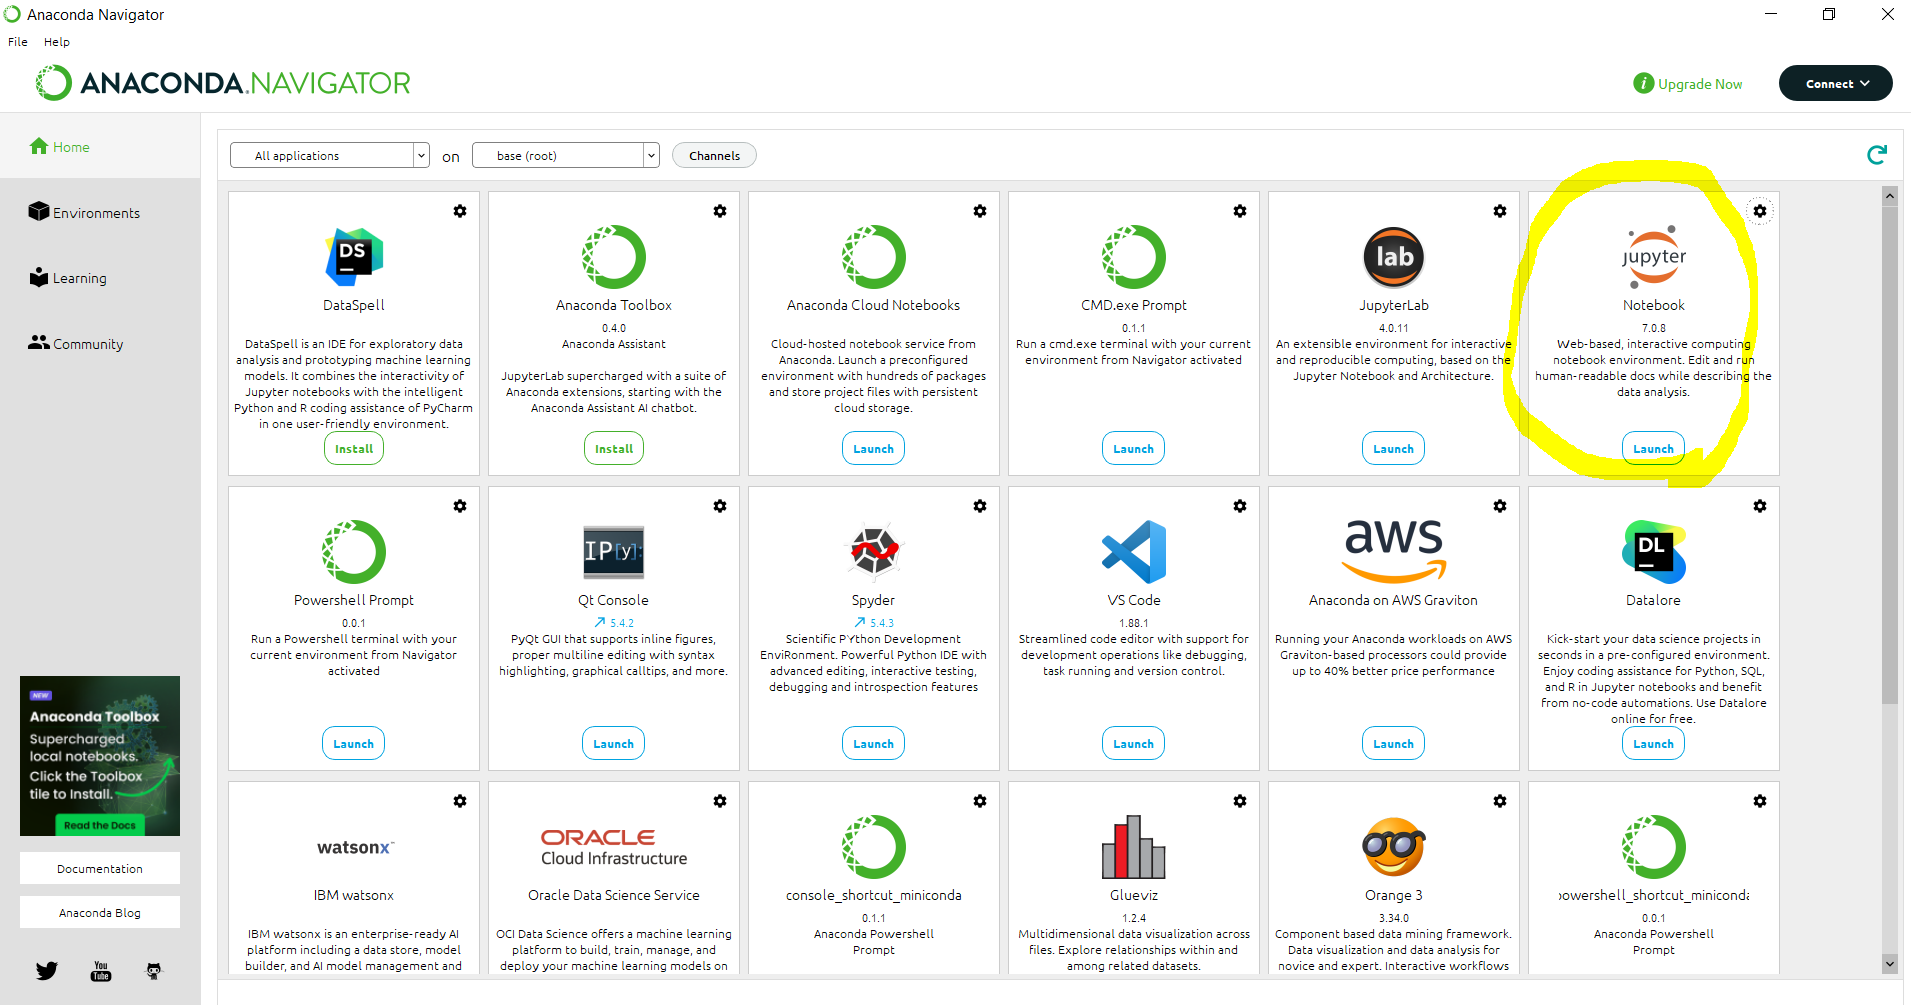 Anaconda Navigator
File Help
ANACONDA.NAVIGATOR
i Upgrade Now
Connect
Home
Environments
Learning
Community
All applications on base (root) Channels
DS
DataSpell
DataSpell is an IDE for exploratory data
analysis and prototyping machine learning
models. It combines the interactivity of
Jupyter notebooks with the intelligent
Python and R coding assistance of PyCharm
in one user-friendly environment.
Install
Anaconda Toolbox
0.4.0
Anaconda Assistant
JupyterLab supercharged with a suite of
Anaconda extensions, starting with the
Anaconda Assistant AI chatbot.
Install
Anaconda Cloud Notebooks
Cloud-hosted notebook service from
Anaconda. Launch a preconfigured
environment with hundreds of packages
and store project files with persistent
cloud storage.
Launch
CMD.exe Prompt
0.1.1
Run a cmd.exe terminal with your current
environment from Navigator activated
Launch
lab
JupyterLab
4.0.11
An extensible environment for interactive
and reproducible computing, based on the
Jupyter Notebook and Architecture.
Launch
jupyter
Notebook
7.0.8
Web-based, interactive computing
notebook environment. Edit and run
human-readable docs while describing the
data analysis.
Launch
Powershell Prompt
0.0.1
Run a Powershell terminal with your
current environment from Navigator
activated
Launch
IP[y]:
Qt Console
5.4.2
PyQt GUI that supports inline figures,
proper multiline editing with syntax
highlighting, graphical calltips, and more.
Launch
Spyder
5.4.3
Scientific PYthon Development
EnviRonment. Powerful Python IDE with
advanced editing, interactive testing,
debugging and introspection features
Launch
VS Code
1.88.1
Streamlined code editor with support for
development operations like debugging,
task running and version control.
Launch
aws
Anaconda on AWS Graviton
Running your Anaconda workloads on AWS
Graviton-based processors could provide
up to 40% better price performance
Launch
DL
Datalore
Kick-start your data science projects in
seconds in a pre-configured environment.
Enjoy coding assistance for Python, SQL,
and R in Jupyter notebooks and benefit
from no-code automations. Use Datalore
online for free.
Launch
watsonx
IBM watsonx
IBM watsonx is an enterprise-ready AI
platform including a data store, model
builder, and AI model management and
ORACLE
Cloud Infrastructure
Oracle Data Science Service
OCI Data Science offers a machine learning
platform to build, train, manage, and
deploy your machine learning models on
console_shortcut_miniconda
0.1.1
Anaconda Powershell
Prompt
Glueviz
1.2.4
Multidimensional data visualization across
files. Explore relationships within and
among related datasets.
Orange 3
3.34.0
Component based data mining framework.
Data visualization and data analysis for
novice and expert. Interactive workflows
powershell_shortcut_miniconda
0.0.1
Anaconda Powershell
Prompt
NEW
Anaconda Toolbox
Supercharged
local notebooks.
Click the Toolbox
tile to Install.
Read the Docs
Documentation
Anaconda Blog
You
Tube